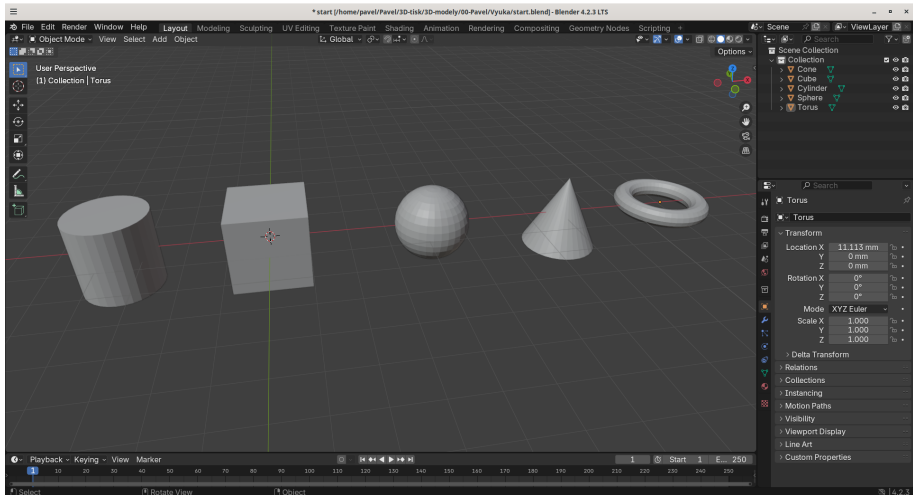 * start [/home/pavel/Pavel/3D-tisk/3D-modely/00-Pavel/Vyuka/start.blend] - Blender 4.2.3 LTS
File Edit Render Window Help Layout Modeling Sculpting UV Editing Texture Paint Shading Animation Rendering Compositing Geometry Nodes Scripting + Scene ViewLayer
Object Mode View Select Add Object Global Search
Options
User Perspective
(1) Collection | Torus
Scene Collection
Collection
Cone
Cube
Cylinder
Sphere
Torus
Search
Torus
Torus
Transform
Location X 11.113 mm
Y 0 mm
Z 0 mm
Rotation X 0°
Y 0°
Z 0°
Mode XYZ Euler
Scale X 1.000
Y 1.000
Z 1.000
Delta Transform
Relations
Collections
Instancing
Motion Paths
Visibility
Viewport Display
Line Art
Custom Properties
Playback Keying View Marker 1 Start 1 E... 250
1 10 20 30 40 50 60 70 80 90 100 110 120 130 140 150 160 170 180 190 200 210 220 230 240 250
Select Rotate View Object 4.2.3